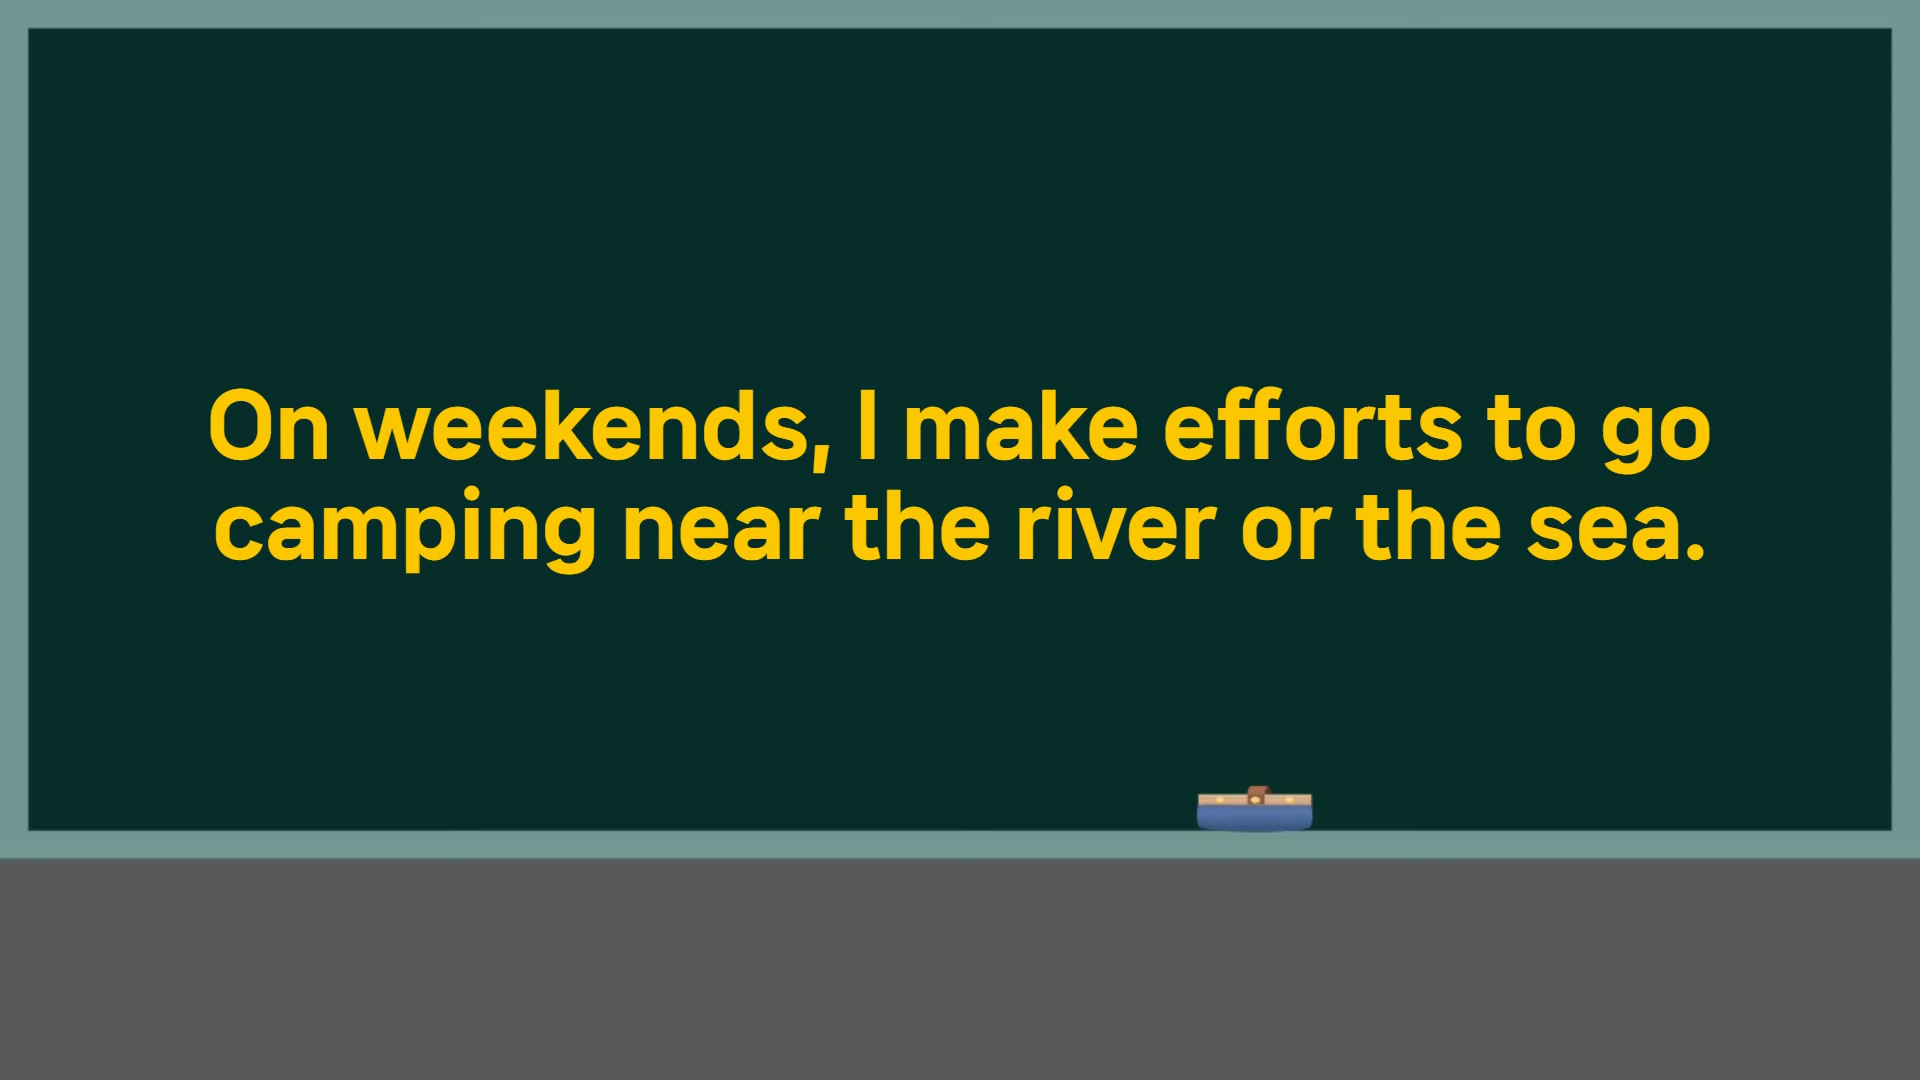 On weekends, I make efforts to go
camping near the river or the sea.